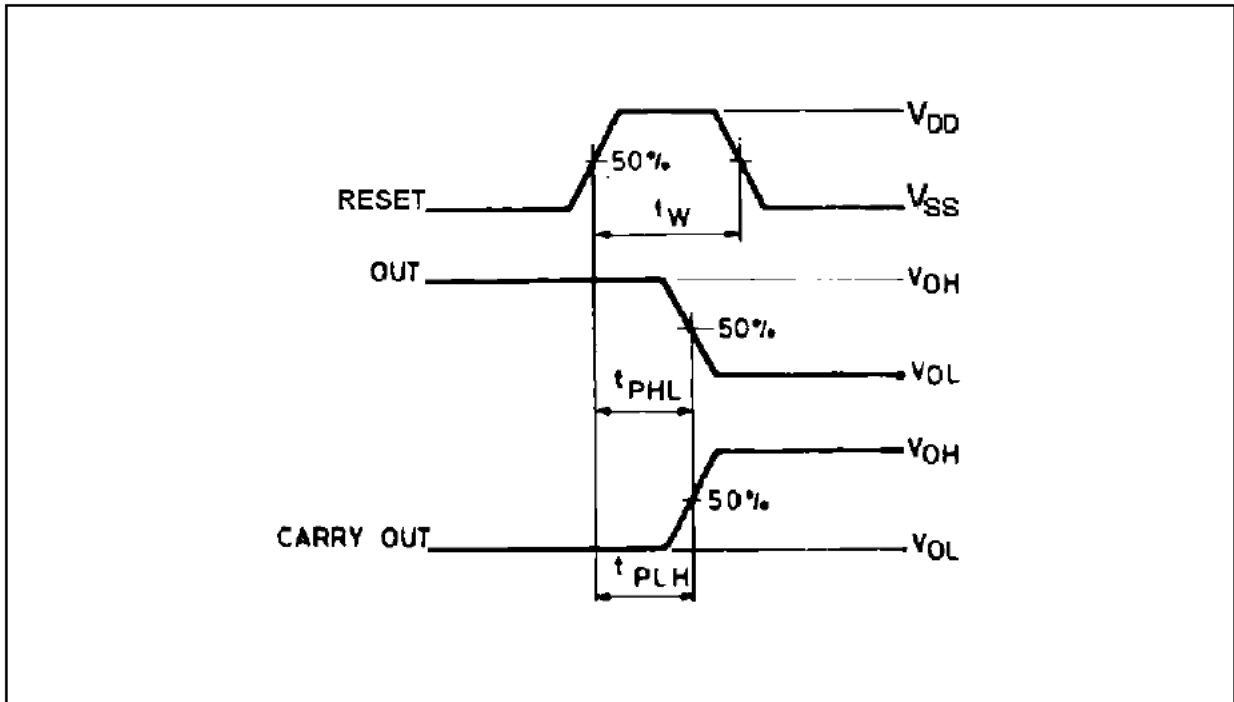 VDD
50%
RESET
VSS
tW
OUT
VOH
50%
VOL
tPHL
VOH
50%
CARRY OUT
VOL
tPLH